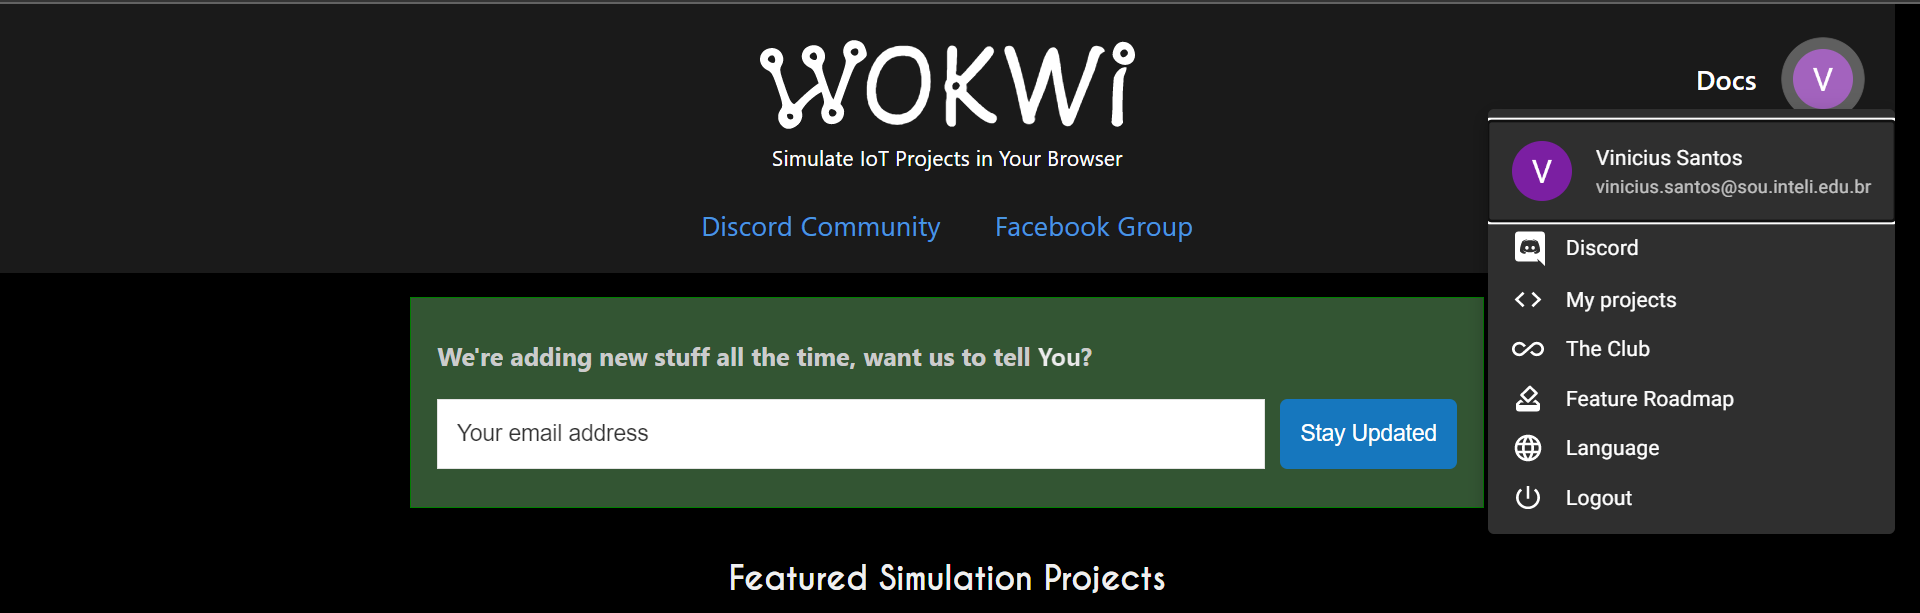 WOKWi
Simulate IoT Projects in Your Browser
Discord Community
Facebook Group
Docs
V
V
Vinicius Santos
vinicius.santos@sou.inteli.edu.br
Discord
My projects
The Club
Feature Roadmap
Language
Logout
We're adding new stuff all the time, want us to tell You?
Your email address
Stay Updated
Featured Simulation Projects